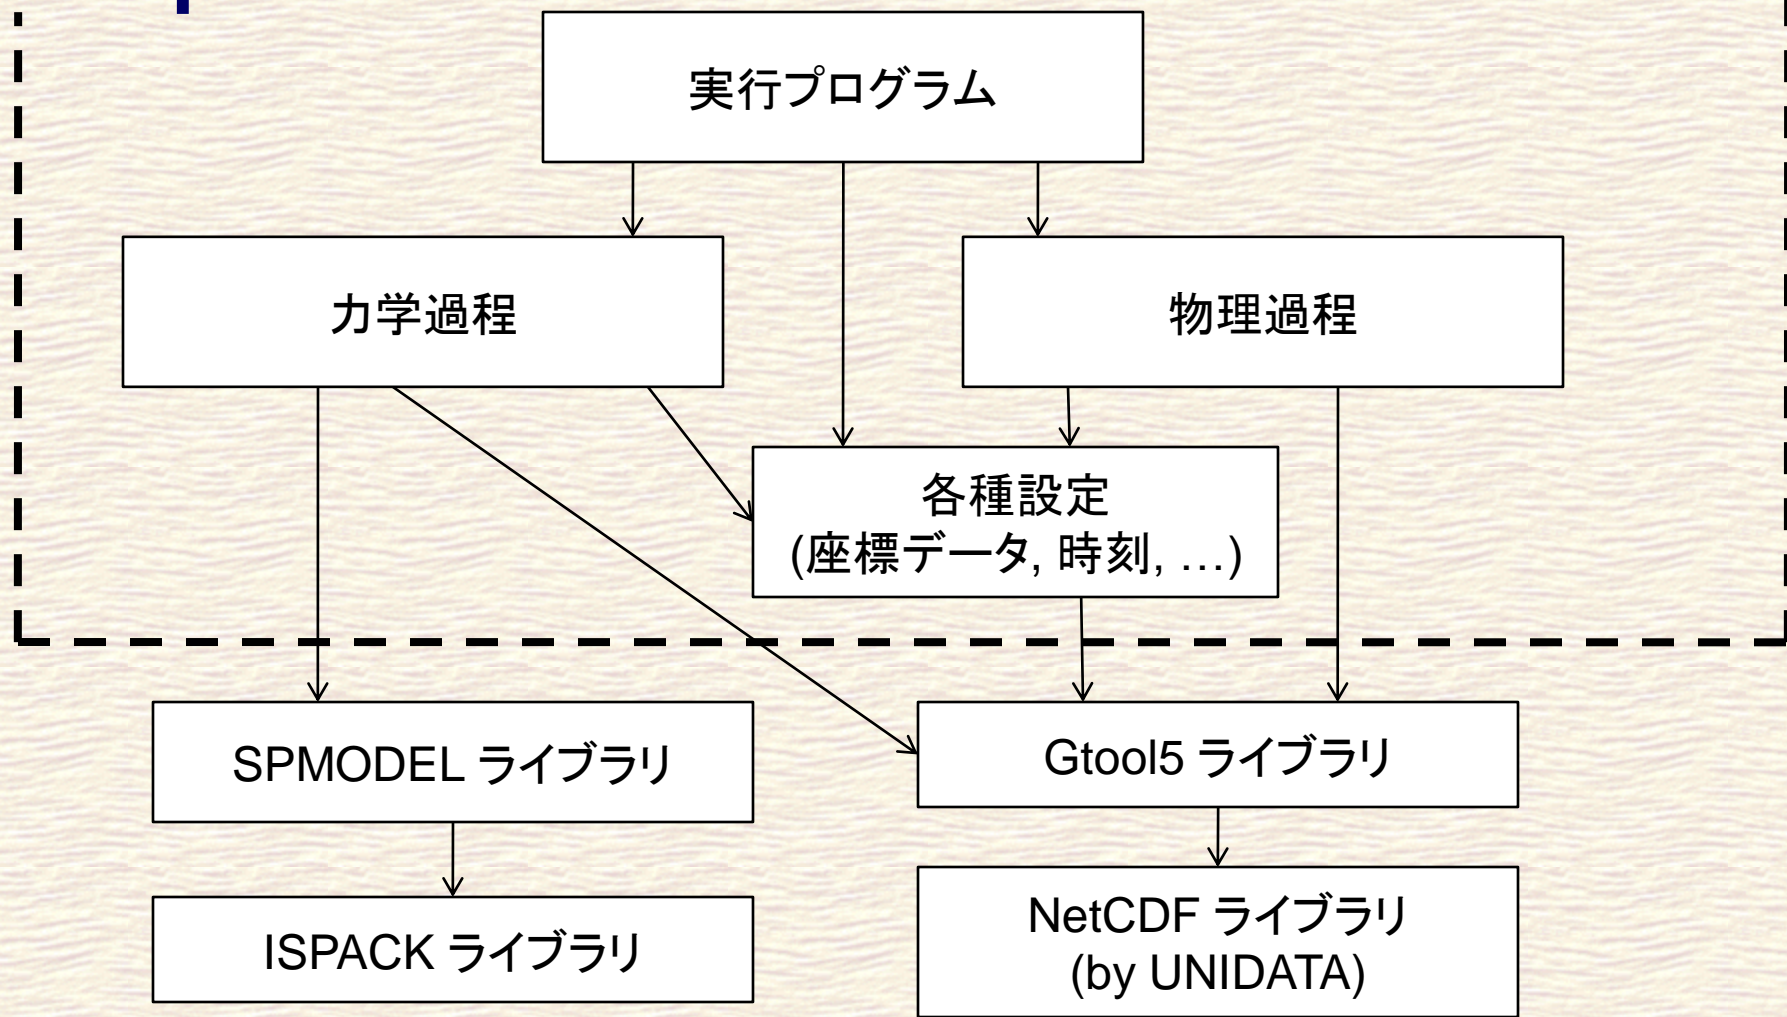 実行プログラム
力学過程
物理過程
各種設定
(座標データ, 時刻, …)
SPMODEL ライブラリ
Gtool5 ライブラリ
ISPACK ライブラリ
NetCDF ライブラリ
(by UNIDATA)